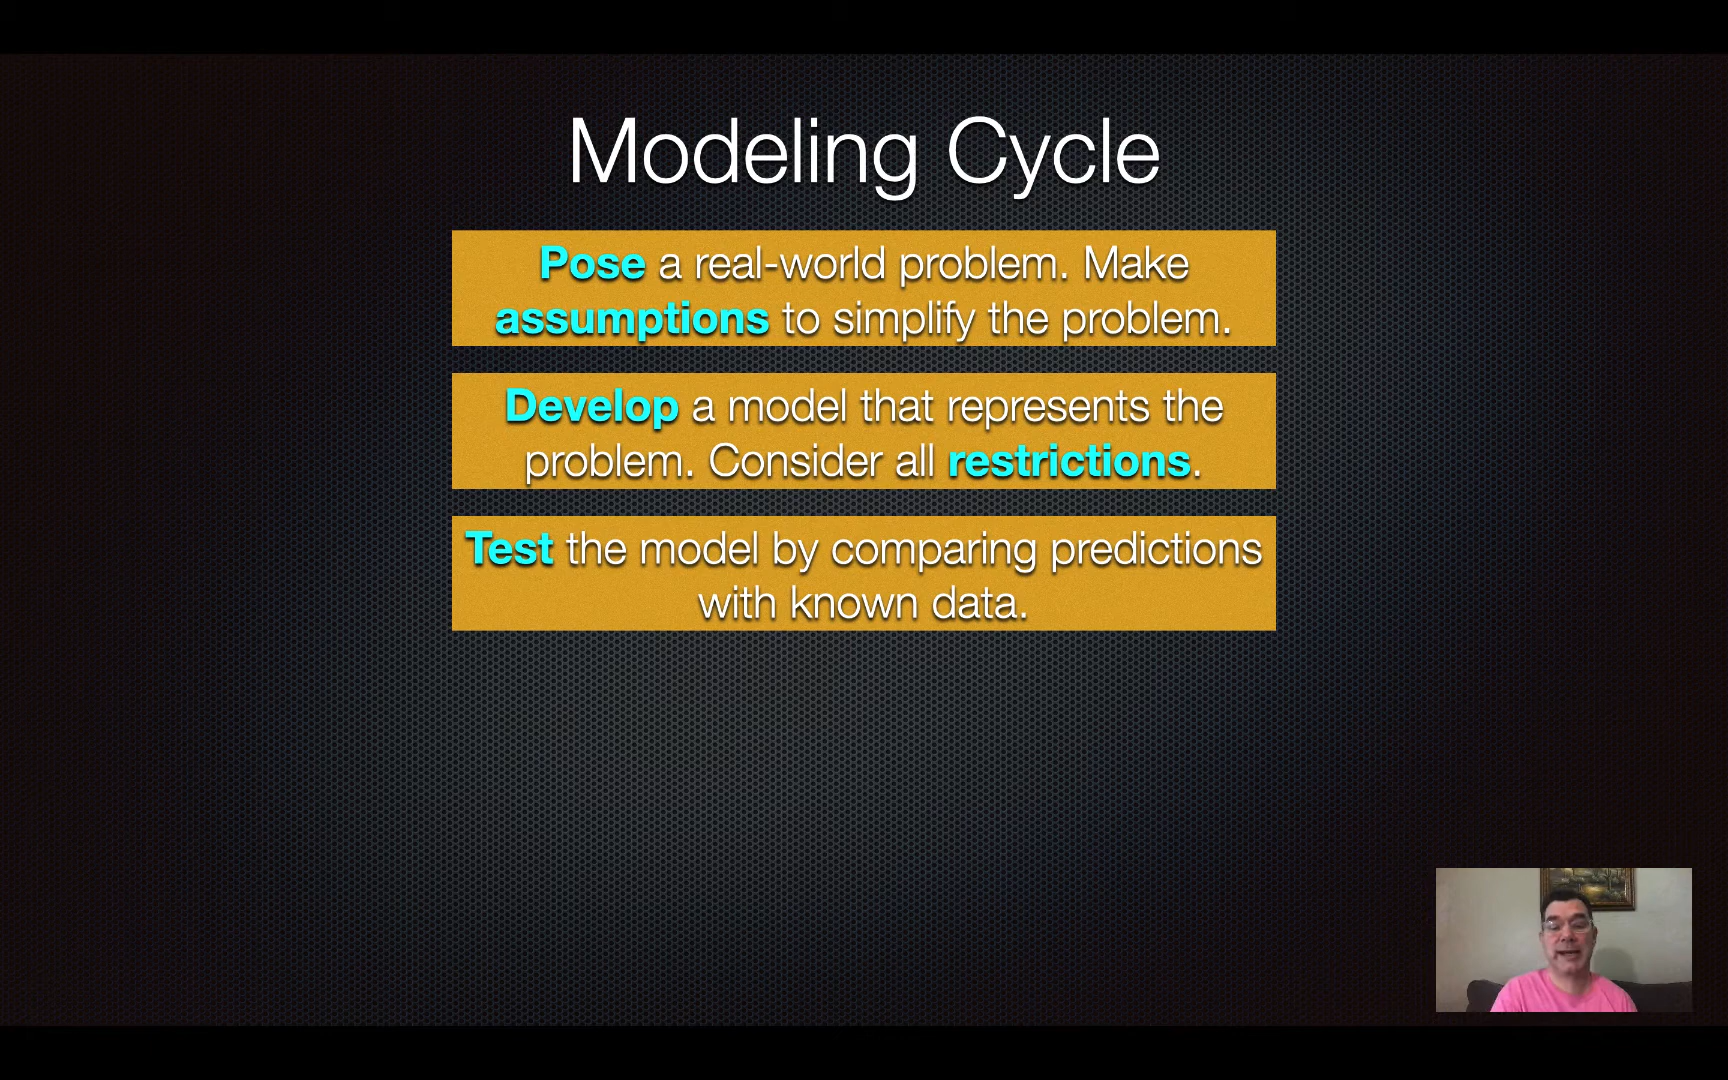 Modeling Cycle
Pose a real-world problem. Make
assumptions to simplify the problem.
Develop a model that represents the
problem. Consider all restrictions.
Test the model by comparing predictions
with known data.